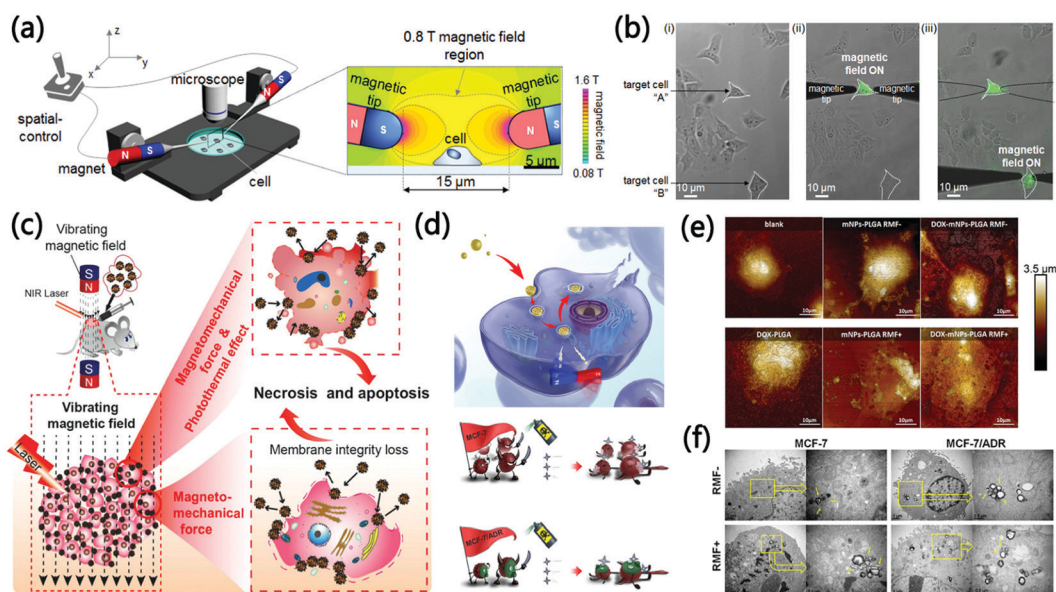 (a)
z
y
x
microscope
spatial-
control
magnet
N
S
N
S
cell
0.8 T magnetic field
region
magnetic
tip
magnetic
tip
N
S
N
S
cell
5 µm
15 µm
1.6 T
magnetic field
0.08 T
(b)
(i)
(ii)
(iii)
target cell
"A"
target cell
"B"
10 µm
magnetic
field ON
magnetic
tip
magnetic
tip
10 µm
magnetic
field ON
10 µm
(c)
Vibrating
magnetic field
S
N
NIR Laser
S
N
Vibrating
magnetic field
Laser
Magnetomechanical
force &
Photothermal effect
Magneto-
mechanical
force
Necrosis and apoptosis
Membrane integrity loss
(d)
MCF-7
MCF-7/ADR
(e)
blank
mNPs-PLGA RMF-
DOX-mNPs-PLGA RMF-
10µm
10µm
10µm
DOX-PLGA
mNPs-PLGA RMF+
DOX-mNPs-PLGA RMF+
10µm
10µm
10µm
3.5 µm
(f)
MCF-7
MCF-7/ADR
RMF-
RMF+